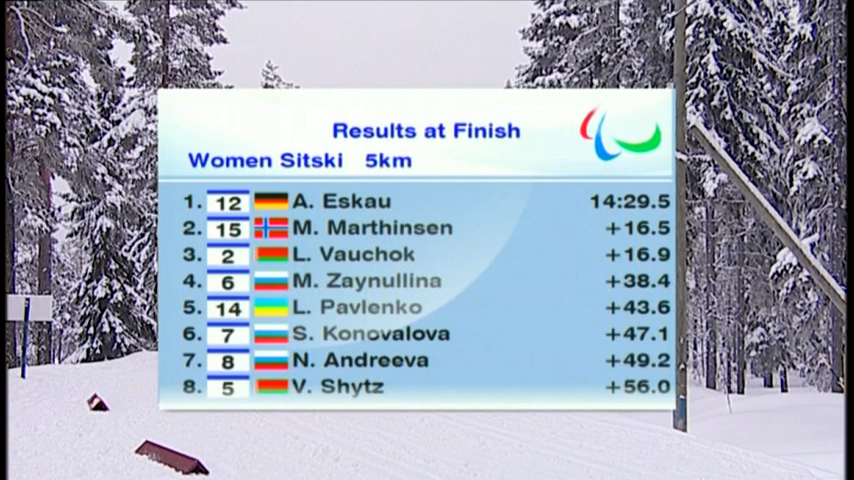 Results at Finish
Women Sitski 5km
1. 12 A. Eskau 14:29.5
2. 15 M. Marthinsen +16.5
3. 2 L. Vauchok +16.9
4. 6 M. Zaynullina +38.4
5. 14 L. Pavlenko +43.6
6. 7 S. Konovalova +47.1
7. 8 N. Andreeva +49.2
8. 5 V. Shytz +56.0